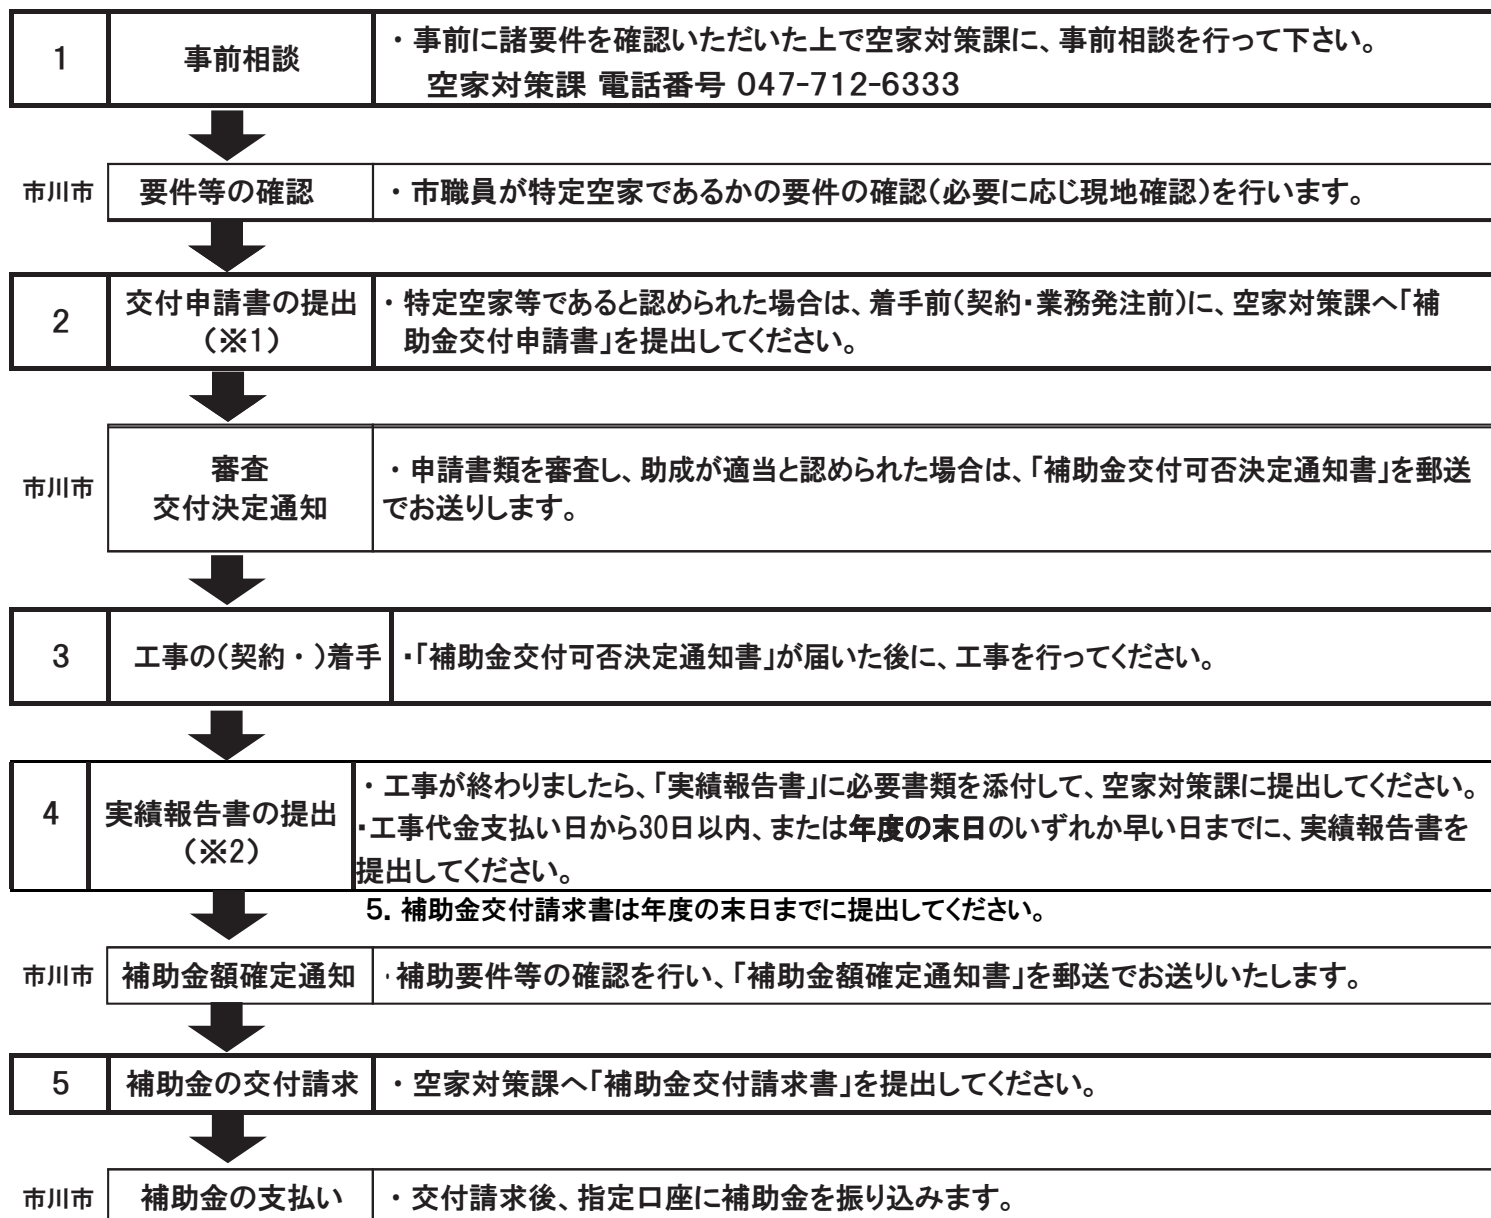 1 事前相談 ・事前に諸要件を確認いただいた上で空家対策課に、事前相談を行って下さい。
空家対策課 電話番号 047-712-6333
市川市 要件等の確認 ・市職員が特定空家であるかの要件の確認（必要に応じ現地確認）を行います。
2 交付申請書の提出 ・特定空家等であると認められた場合は、着手前（契約・業務発注前）に、空家対策課へ「補
（※1） 助金交付申請書」を提出してください。
市川市 審査 ・申請書類を審査し、助成が適当と認められた場合は、「補助金交付可否決定通知書」を郵送
交付決定通知 でお送りします。
3 工事の（契約・）着手 ・「補助金交付可否決定通知書」が届いた後に、工事を行ってください。
・工事が終わりましたら、「実績報告書」に必要書類を添付して、空家対策課に提出してください。
4 実績報告書の提出 ・工事代金支払い日から30日以内、または年度の末日のいずれか早い日までに、実績報告書を
（※2） 提出してください。
5．補助金交付請求書は年度の末日までに提出してください。
市川市 補助金額確定通知 ・補助要件等の確認を行い、「補助金額確定通知書」を郵送でお送りいたします。
5 補助金の交付請求 ・空家対策課へ「補助金交付請求書」を提出してください。
市川市 補助金の支払い ・交付請求後、指定口座に補助金を振り込みます。